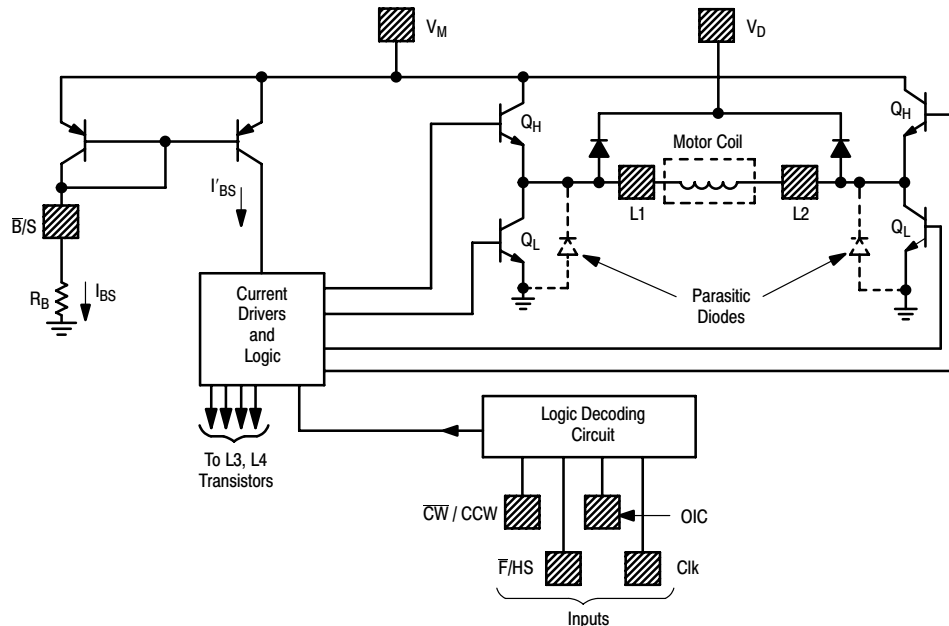 V_M
V_D
Q_H
Q_H
Motor Coil
I'_BS
L1
L2
B̅/S
Q_L
Q_L
R_B
I_BS
Current
Drivers
and
Logic
Parasitic
Diodes
Logic Decoding
Circuit
To L3, L4
Transistors
C̅W̅ / CCW
OIC
F̅/HS
Clk
Inputs